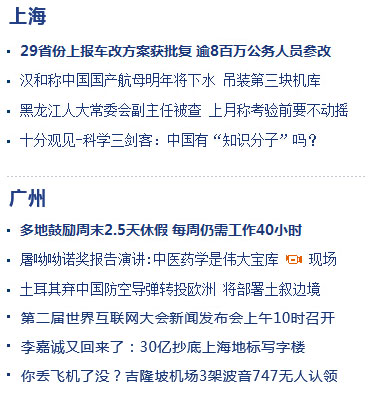 上海
29省份上报车改方案获批复 逾8百万公务人员参改
汉和称中国国产航母明年将下水 吊装第三块机库
黑龙江人大常委会副主任被查 上月称考验前要不动摇
十分观见-科学三剑客：中国有“知识分子”吗？
广州
多地鼓励周末2.5天休假 每周仍需工作40小时
屠呦呦诺奖报告演讲:中医药学是伟大宝库 现场
土耳其弃中国防空导弹转投欧洲 将部署土叙边境
第二届世界互联网大会新闻发布会上午10时召开
李嘉诚又回来了：30亿抄底上海地标写字楼
你丢飞机了没？吉隆坡机场3架波音747无人认领